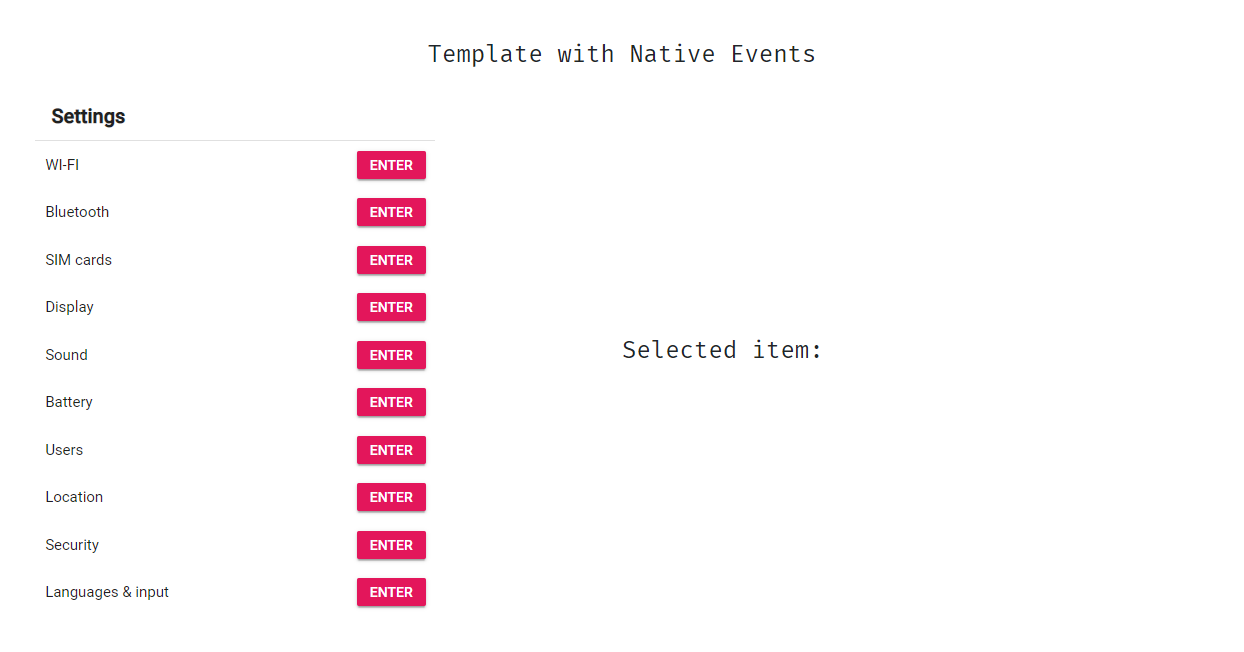 Template with Native Events
Settings
WI-FI ENTER
Bluetooth ENTER
SIM cards ENTER
Display ENTER
Sound ENTER
Selected item:
Battery ENTER
Users ENTER
Location ENTER
Security ENTER
Languages & input ENTER